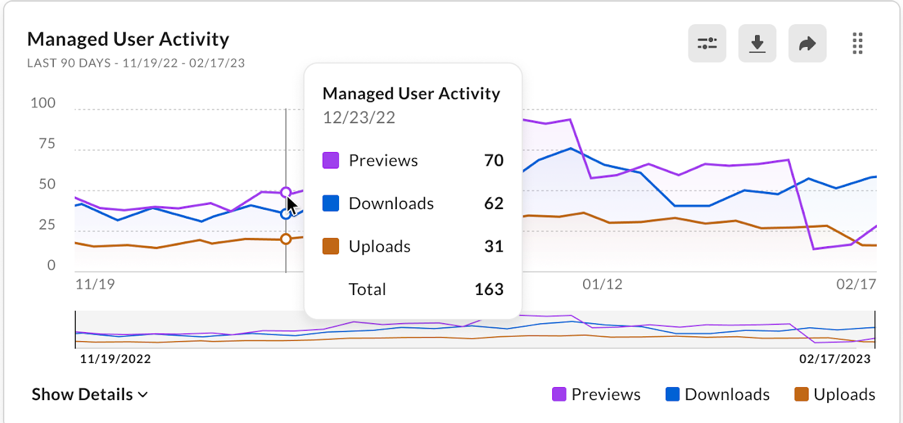 Managed User Activity
LAST 90 DAYS - 11/19/22 - 02/17/23
Managed User Activity
12/23/22
Previews 70
Downloads 62
Uploads 31
Total 163
100
75
50
25
0
11/19 01/12 02/17
11/19/2022 02/17/2023
Show Details Previews Downloads Uploads